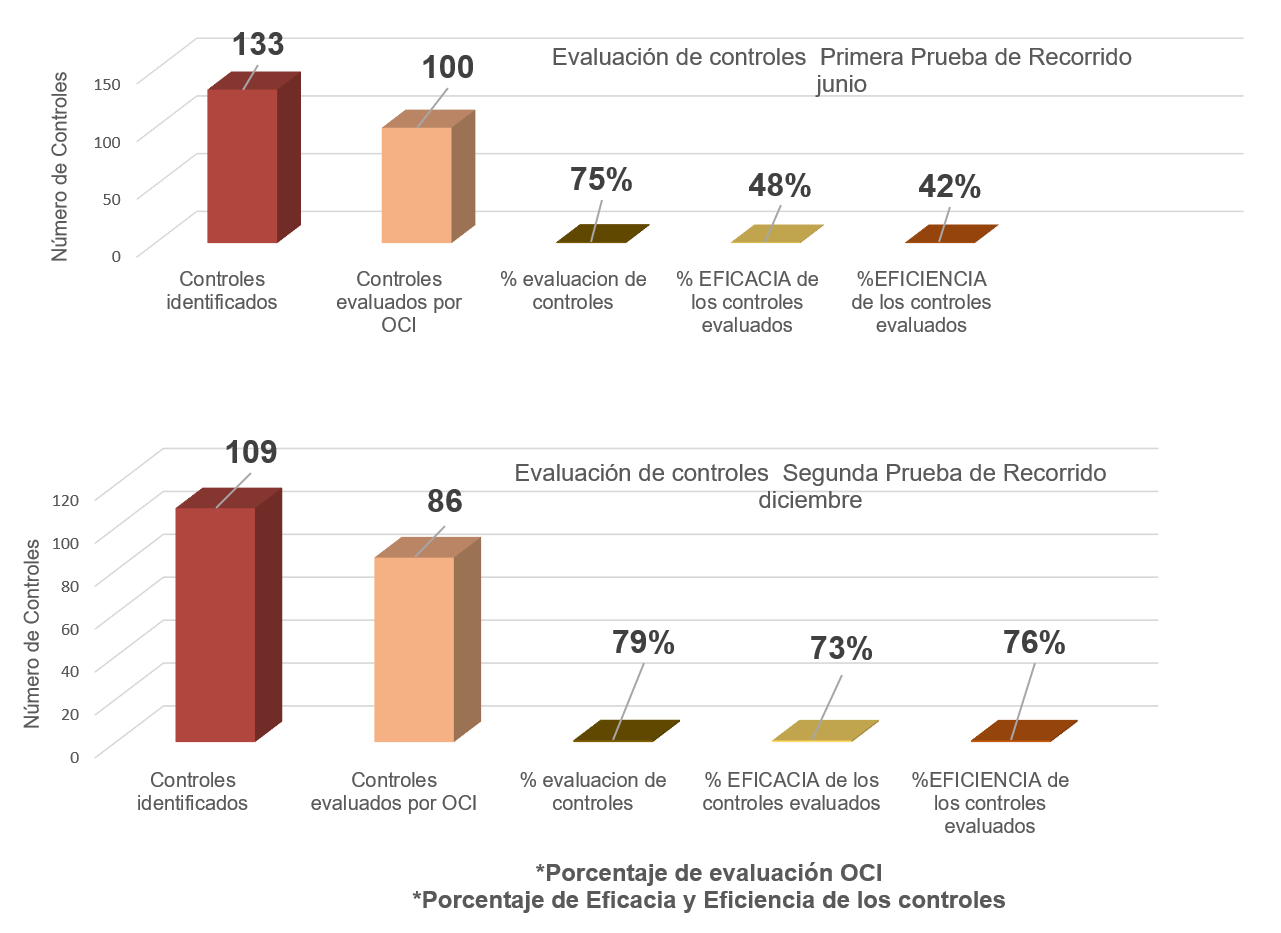 133
100
Evaluación de controles  Primera Prueba de Recorrido
junio
Número de Controles
150
100
50
0
75%
48%
42%
Controles
identificados
Controles
evaluados por
OCI
% evaluacion de
controles
% EFICACIA de
los controles
evaluados
%EFICIENCIA
de los controles
evaluados
109
86
Evaluación de controles  Segunda Prueba de Recorrido
diciembre
Número de Controles
120
100
80
60
40
20
0
79%
73%
76%
Controles
identificados
Controles
evaluados por OCI
% evaluacion de
controles
% EFICACIA de los
controles evaluados
%EFICIENCIA de
los controles
evaluados
*Porcentaje de evaluación OCI
*Porcentaje de Eficacia y Eficiencia de los controles